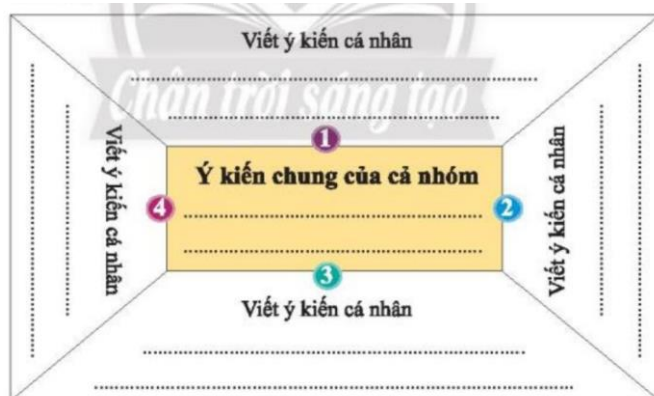 Viết ý kiến cá nhân
Chân trời sáng tạo
1
Viết ý kiến cá nhân
4
Ý kiến chung của cả nhóm
2
Viết ý kiến cá nhân
3
Viết ý kiến cá nhân